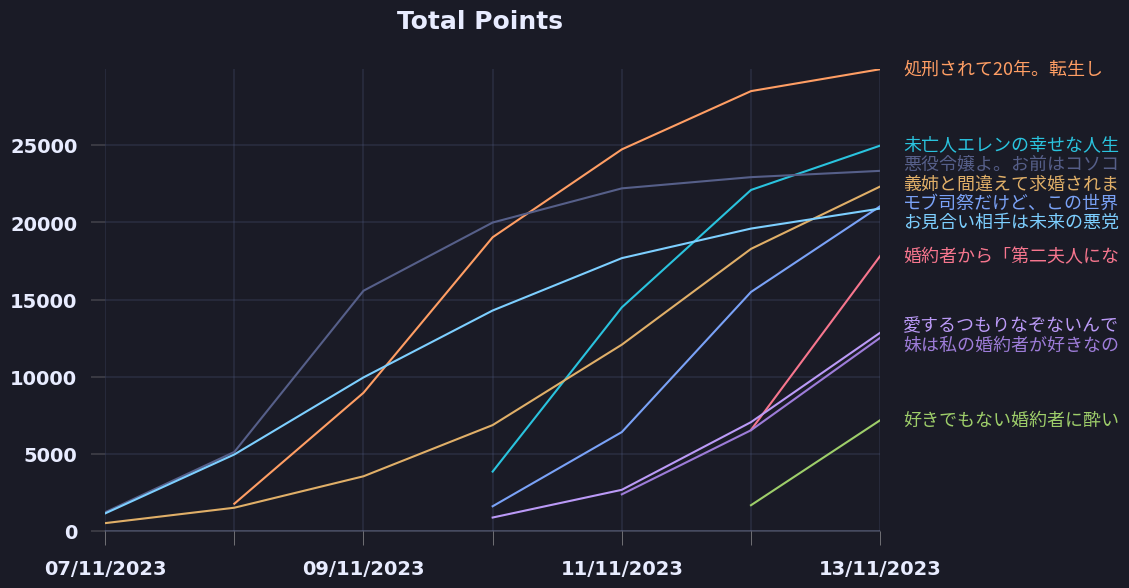 Total Points
処刑されて20年。転生し
未亡人エレンの幸せな人生
悪役令嬢よ。お前はコソコ
義姉と間違えて求婚されま
モブ司祭だけど、この世界
お見合い相手は未来の悪党
婚約者から「第二夫人にな
愛するつもりなぞないんで
妹は私の婚約者が好きなの
好きでもない婚約者に酔い
25000
20000
15000
10000
5000
0
07/11/2023
09/11/2023
11/11/2023
13/11/2023